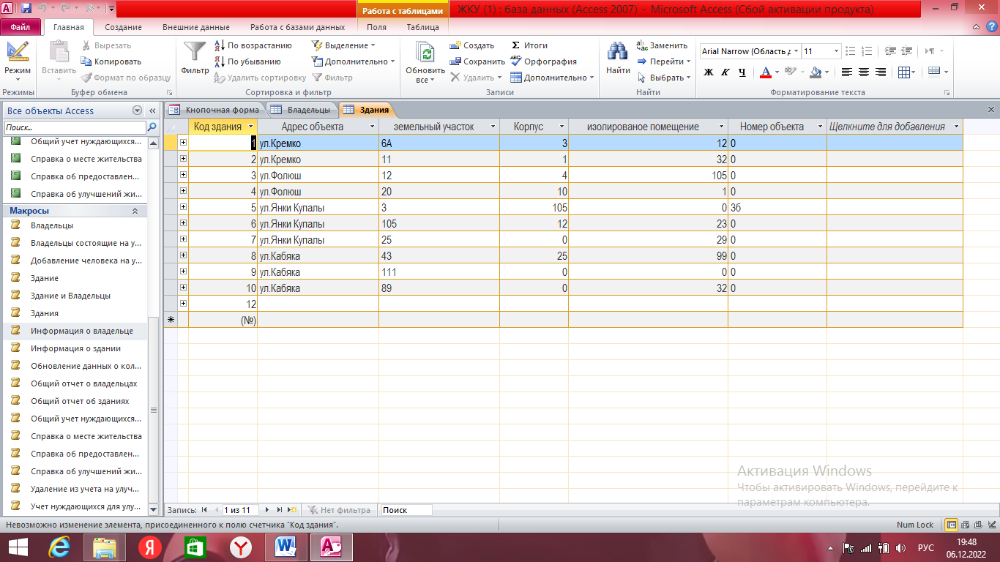 Работа с таблицами
ЖКУ (1) : база данных (Access 2007) - Microsoft Access (Сбой активации продукта)
Файл Главная Создание Внешние данные Работа с базами данных Поля Таблица
Режим
Режимы
Вставить
Вырезать
Копировать
Формат по образцу
Буфер обмена
Фильтр
По возрастанию
По убыванию
Удалить сортировку
Выделение
Дополнительно
Фильтр
Сортировка и фильтр
Обновить все
Создать
Сохранить
Удалить
Итоги
Орфография
Дополнительно
Записи
Найти
Заменить
Перейти
Выбрать
Найти
Arial Narrow (Область д 11
Ж К Ч А
Форматирование текста
Все объекты Access
Поиск...
Общий учет нуждающихся...
Справка о месте жительства
Справка об предоставлен...
Справка об улучшений жи...
Макросы
Владельцы
Владельцы состоящие на у...
Добавление человека на у...
Здание
Здание и Владельцы
Здания
Информация о владельце
Информация о здании
Обновление данных о кол...
Общий отчет о владельцах
Общий отчет об зданиях
Общий учет нуждающихся...
Справка о месте жительства
Справка об предоставлен...
Справка об улучшений жи...
Удаление из учета на улуч...
Учет нуждающихся для улу...
Кнопочная форма Владельцы Здания
Код здания Адрес объекта земельный участок Корпус изолированое помещение Номер объекта Щелкните для добавления
1 ул.Кремко 6А 3 12 0
2 ул.Кремко 11 1 32 0
3 ул.Фолюш 12 4 105 0
4 ул.Фолюш 20 10 1 0
5 ул.Янки Купалы 3 105 0 3б
6 ул.Янки Купалы 105 12 23 0
7 ул.Янки Купалы 25 0 29 0
8 ул.Кабяка 43 25 99 0
9 ул.Кабяка 111 0 0 0
10 ул.Кабяка 89 0 32 0
12
(№)
Активация Windows
Чтобы активировать Windows, перейдите к
параметрам компьютера.
Запись: 1 из 11 Нет фильтра Поиск
Невозможно изменение элемента, присоединенного к полю счетчика "Код здания". Num Lock
РУС
19:48
06.12.2022